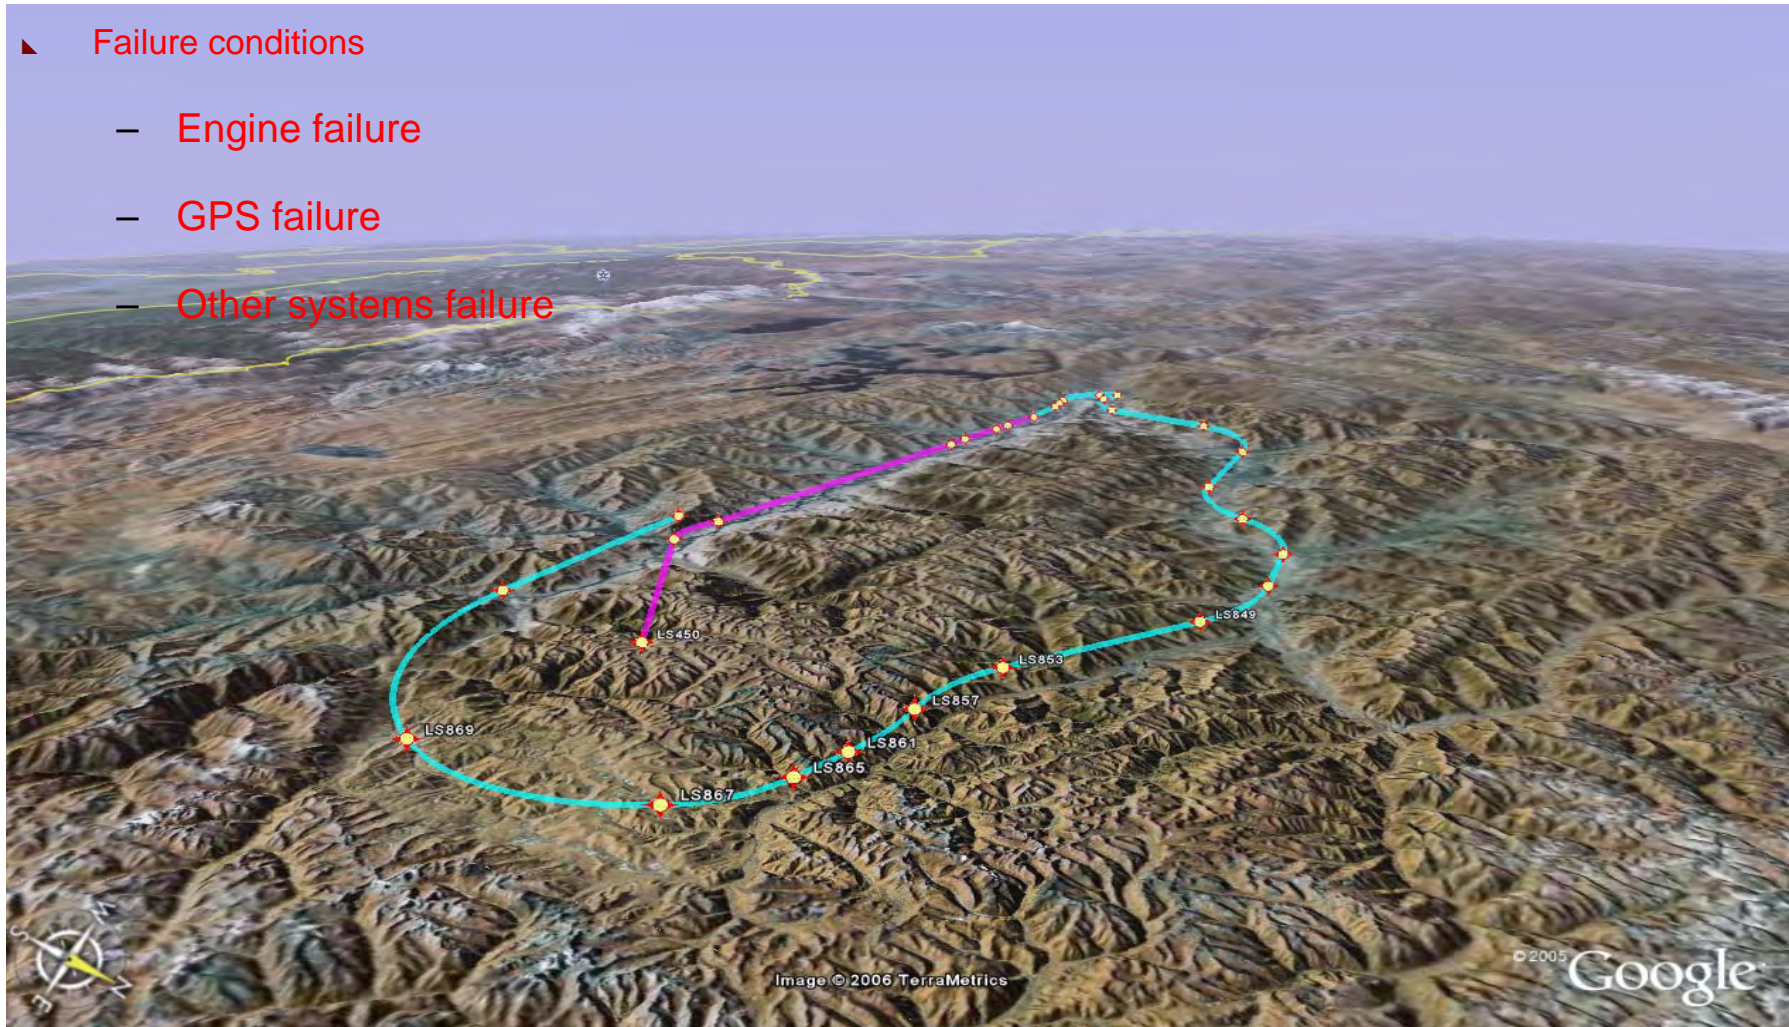 Failure conditions
– Engine failure
– GPS failure
– Other systems failure
LS450
LS849
LS853
LS857
LS869
LS861
LS865
LS867
S
W
N
E
Image © 2006 TerraMetrics
© 2005 Google